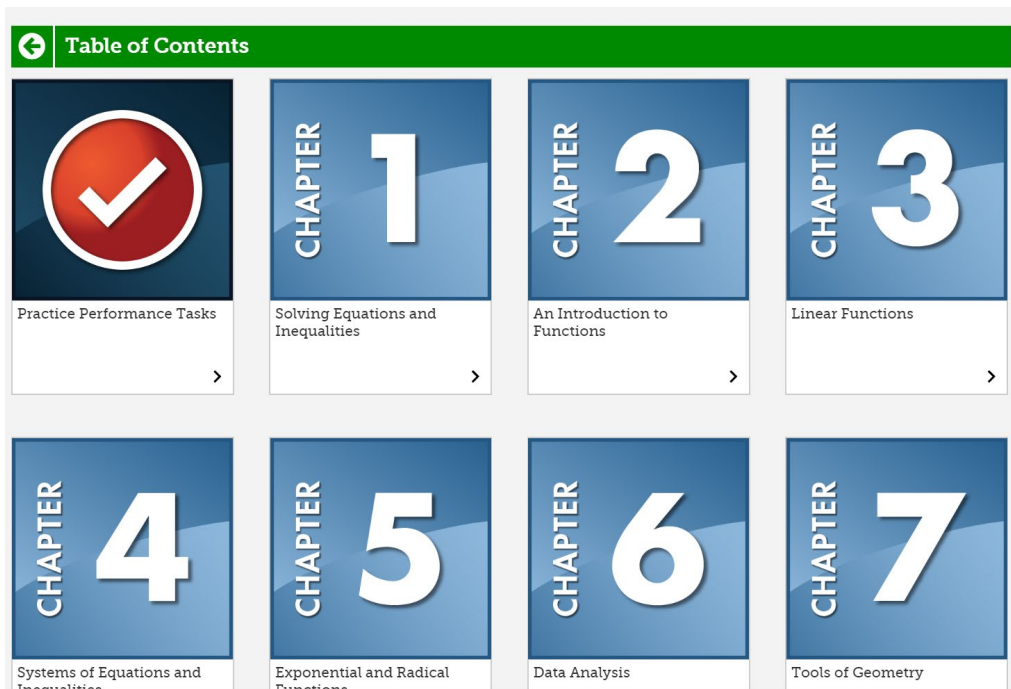 Table of Contents
Practice Performance Tasks
CHAPTER 1
Solving Equations and
Inequalities
CHAPTER 2
An Introduction to
Functions
CHAPTER 3
Linear Functions
CHAPTER 4
Systems of Equations and
Inequalities
CHAPTER 5
Exponential and Radical
Functions
CHAPTER 6
Data Analysis
CHAPTER 7
Tools of Geometry